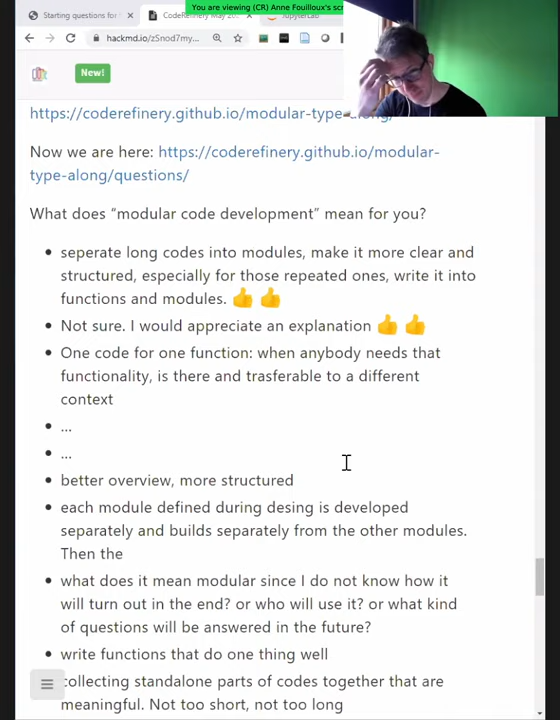 You are viewing (CR) Anne Fouilloux's
Starting questions for
CodeRefinery May 20
JupyterLab
hackmd.io/zSnod7my...
New!
https://coderefinery.github.io/modular-type-along/
Now we are here: https://coderefinery.github.io/modular-
type-along/questions/
What does “modular code development” mean for you?
seperate long codes into modules, make it more clear and
structured, especially for those repeated ones, write it into
functions and modules. 👍 👍
Not sure. I would appreciate an explanation 👍 👍
One code for one function: when anybody needs that
functionality, is there and trasferable to a different
context
...
...
better overview, more structured
each module defined during desing is developed
separately and builds separately from the other modules.
Then the
what does it mean modular since I do not know how it
will turn out in the end? or who will use it? or what kind
of questions will be answered in the future?
write functions that do one thing well
collecting standalone parts of codes together that are
meaningful. Not too short, not too long